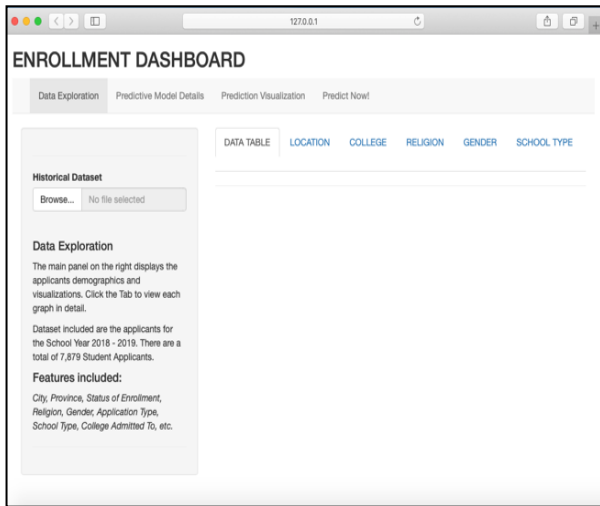 127.0.0.1
ENROLLMENT DASHBOARD
Data Exploration Predictive Model Details Prediction Visualization Predict Now!
DATA TABLE LOCATION COLLEGE RELIGION GENDER SCHOOL TYPE
Historical Dataset
Browse... No file selected
Data Exploration
The main panel on the right displays the
applicants demographics and
visualizations. Click the Tab to view each
graph in detail.
Dataset included are the applicants for
the School Year 2018 - 2019. There are a
total of 7,879 Student Applicants.
Features included:
City, Province, Status of Enrollment,
Religion, Gender, Application Type,
School Type, College Admitted To, etc.